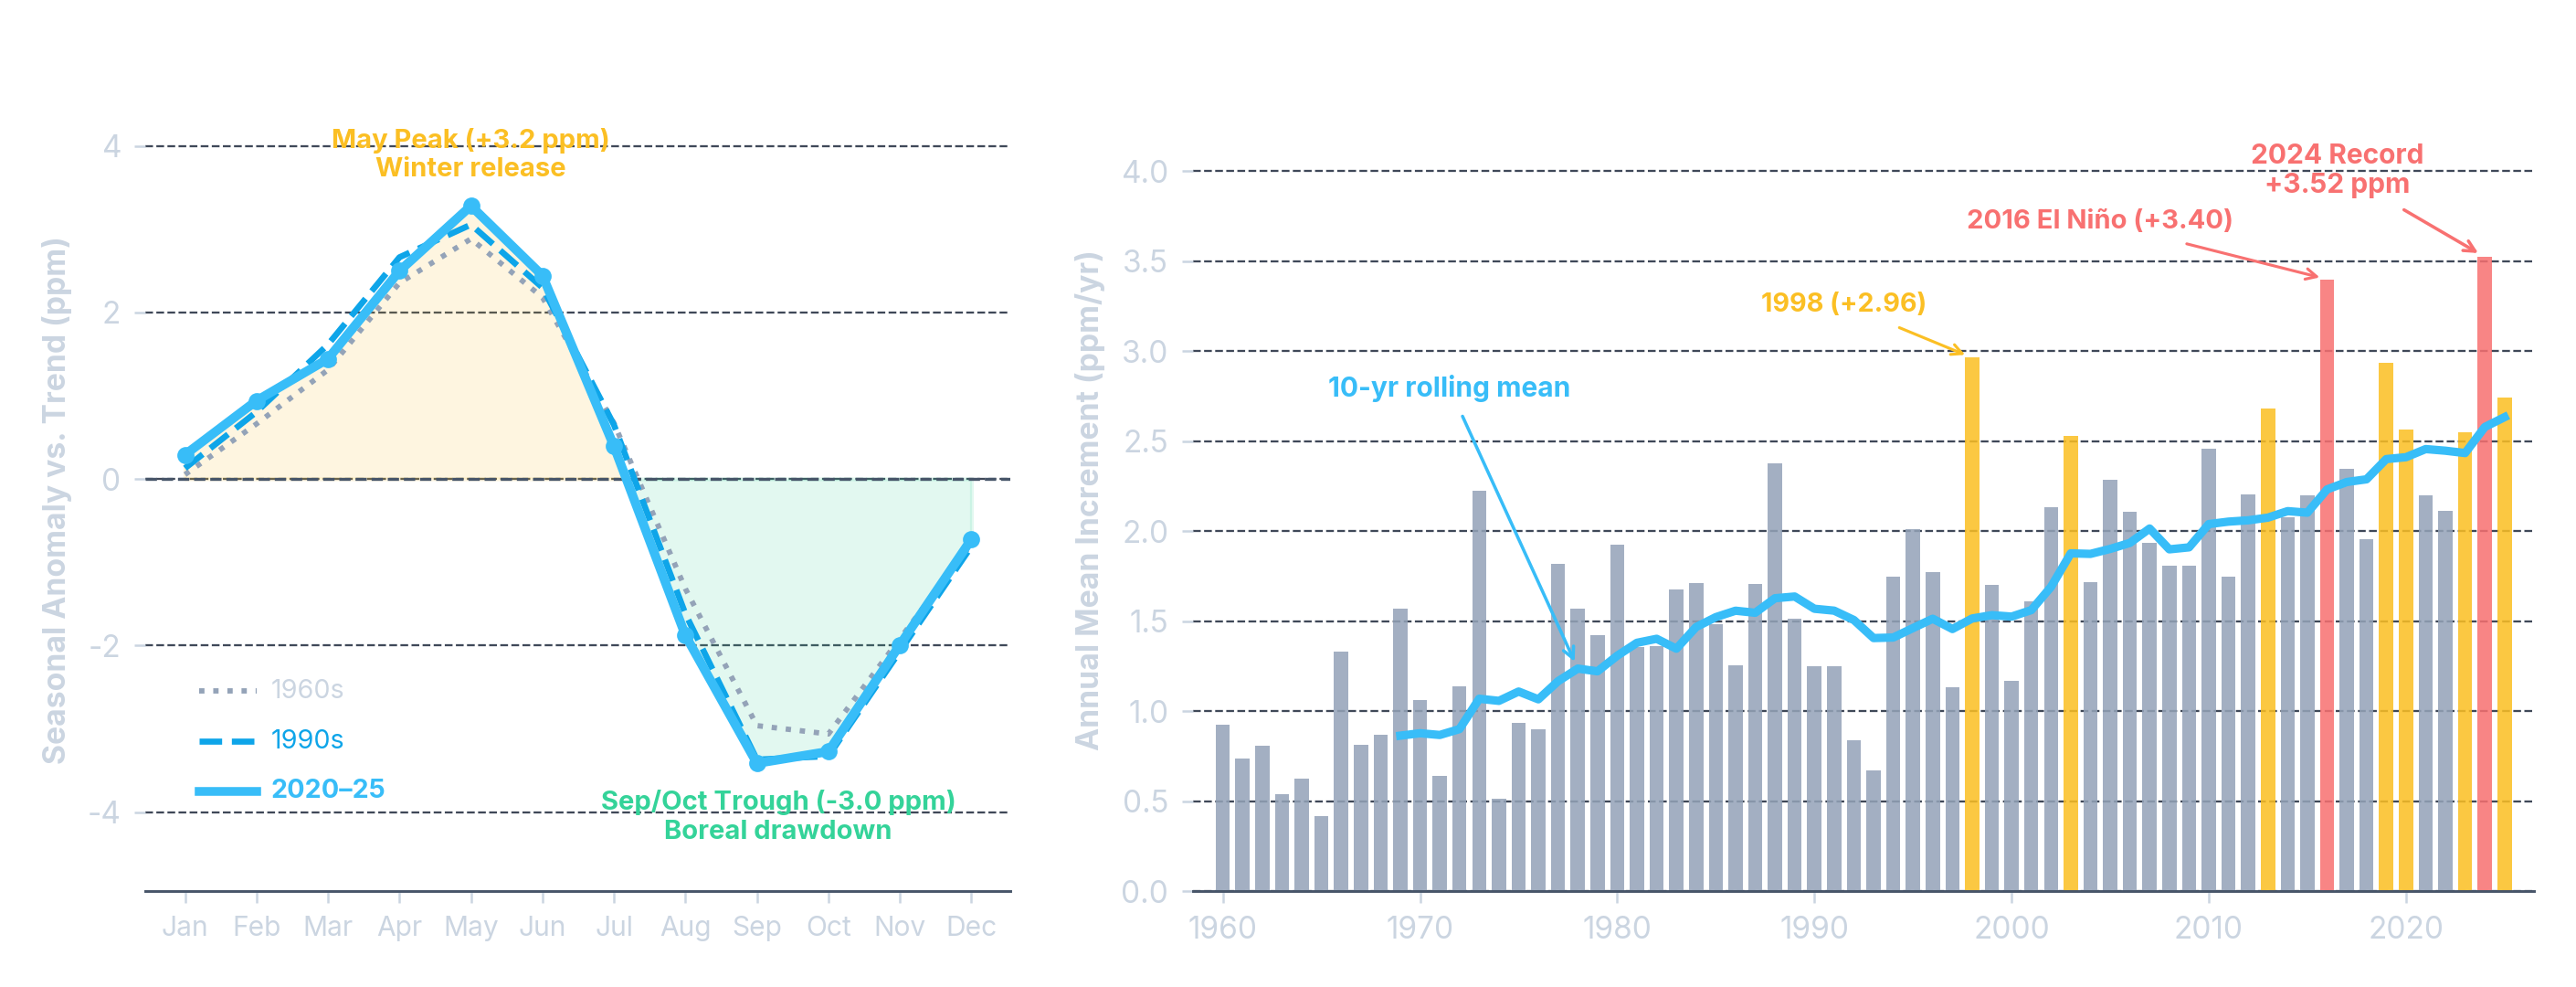 Seasonal Anomaly vs. Trend (ppm)
4
2
0
-2
-4
May Peak (+3.2 ppm)
Winter release
1960s
1990s
2020–25
Sep/Oct Trough (-3.0 ppm)
Boreal drawdown
Jan Feb Mar Apr May Jun Jul Aug Sep Oct Nov Dec
Annual Mean Increment (ppm/yr)
4.0
3.5
3.0
2.5
2.0
1.5
1.0
0.5
0.0
2024 Record
+3.52 ppm
2016 El Niño (+3.40)
1998 (+2.96)
10-yr rolling mean
1960 1970 1980 1990 2000 2010 2020